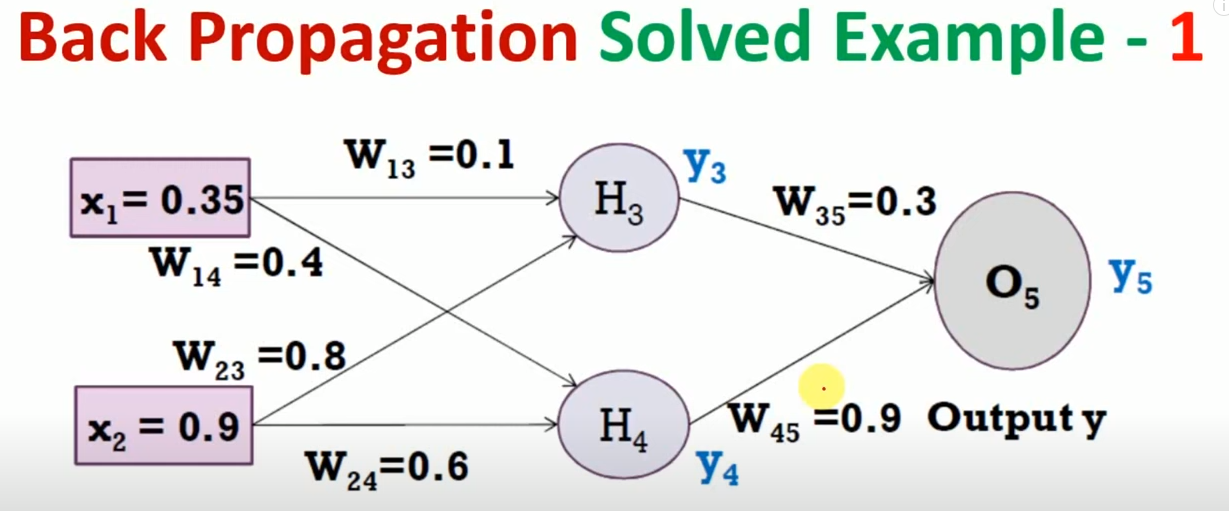 Back Propagation Solved Example - 1
W₁₃ =0.1
y₃
x₁= 0.35
H₃
W₃₅=0.3
W₁₄ =0.4
O₅
y₅
W₂₃ =0.8
x₂ = 0.9
H₄
W₄₅ =0.9 Output y
W₂₄=0.6
y₄